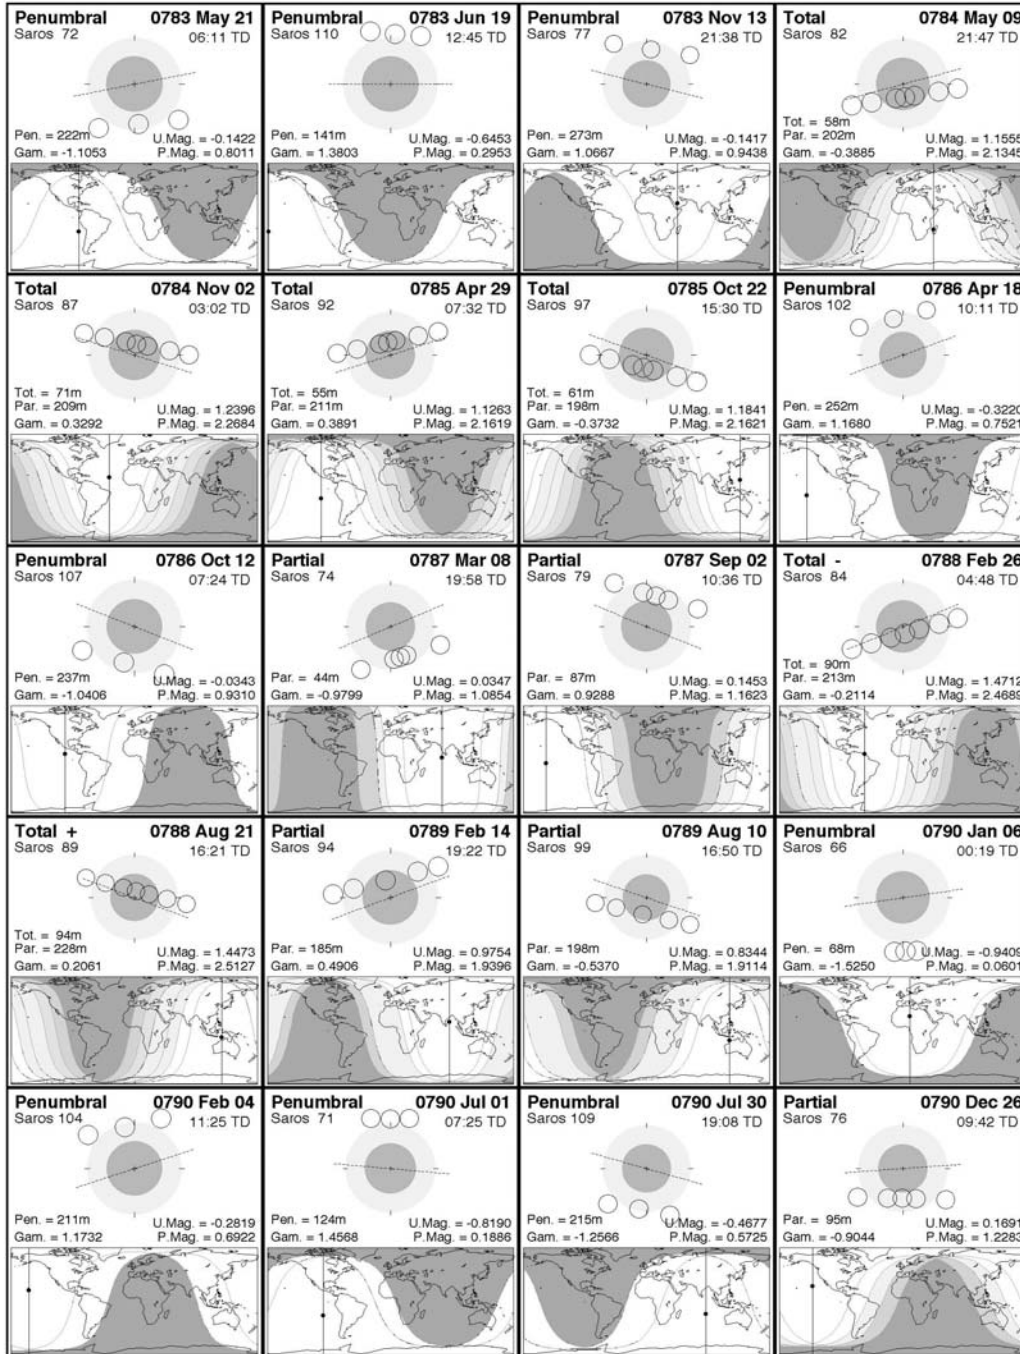 Penumbral 0783 May 21
Saros 72 06:11 TD
Pen. = 222m U.Mag. = -0.1422
Gam. = -1.1053 P.Mag. = 0.8011
Penumbral 0783 Jun 19
Saros 110 12:45 TD
Pen. = 141m U.Mag. = -0.6453
Gam. = 1.3803 P.Mag. = 0.2953
Penumbral 0783 Nov 13
Saros 77 21:38 TD
Pen. = 273m U.Mag. = -0.1417
Gam. = 1.0667 P.Mag. = 0.9438
Total 0784 May 09
Saros 82 21:47 TD
Tot. = 58m
Par. = 202m U.Mag. = 1.1555
Gam. = -0.3885 P.Mag. = 2.1345
Total 0784 Nov 02
Saros 87 03:02 TD
Tot. = 71m
Par. = 209m U.Mag. = 1.2396
Gam. = 0.3292 P.Mag. = 2.2684
Total 0785 Apr 29
Saros 92 07:32 TD
Tot. = 55m
Par. = 211m U.Mag. = 1.1263
Gam. = 0.3891 P.Mag. = 2.1619
Total 0785 Oct 22
Saros 97 15:30 TD
Tot. = 61m
Par. = 198m U.Mag. = 1.1841
Gam. = -0.3732 P.Mag. = 2.1621
Penumbral 0786 Apr 18
Saros 102 10:11 TD
Pen. = 252m U.Mag. = -0.3220
Gam. = 1.1680 P.Mag. = 0.7521
Penumbral 0786 Oct 12
Saros 107 07:24 TD
Pen. = 237m U.Mag. = -0.0343
Gam. = -1.0406 P.Mag. = 0.9310
Partial 0787 Mar 08
Saros 74 19:58 TD
Par. = 44m U.Mag. = 0.0347
Gam. = -0.9799 P.Mag. = 1.0854
Partial 0787 Sep 02
Saros 79 10:36 TD
Par. = 87m U.Mag. = 0.1453
Gam. = 0.9288 P.Mag. = 1.1623
Total - 0788 Feb 26
Saros 84 04:48 TD
Tot. = 90m
Par. = 213m U.Mag. = 1.4712
Gam. = -0.2114 P.Mag. = 2.4689
Total + 0788 Aug 21
Saros 89 16:21 TD
Tot. = 94m
Par. = 228m U.Mag. = 1.4473
Gam. = 0.2061 P.Mag. = 2.5127
Partial 0789 Feb 14
Saros 94 19:22 TD
Par. = 185m U.Mag. = 0.9754
Gam. = 0.4906 P.Mag. = 1.9396
Partial 0789 Aug 10
Saros 99 16:50 TD
Par. = 198m U.Mag. = 0.8344
Gam. = -0.5370 P.Mag. = 1.9114
Penumbral 0790 Jan 06
Saros 66 00:19 TD
Pen. = 68m U.Mag. = -0.9409
Gam. = -1.5250 P.Mag. = 0.0601
Penumbral 0790 Feb 04
Saros 104 11:25 TD
Pen. = 211m U.Mag. = -0.2819
Gam. = 1.1732 P.Mag. = 0.6922
Penumbral 0790 Jul 01
Saros 71 07:25 TD
Pen. = 124m U.Mag. = -0.8190
Gam. = 1.4568 P.Mag. = 0.1886
Penumbral 0790 Jul 30
Saros 109 19:08 TD
Pen. = 215m U.Mag. = -0.4677
Gam. = -1.2566 P.Mag. = 0.5725
Partial 0790 Dec 26
Saros 76 09:42 TD
Par. = 95m U.Mag. = 0.1691
Gam. = -0.9044 P.Mag. = 1.2283